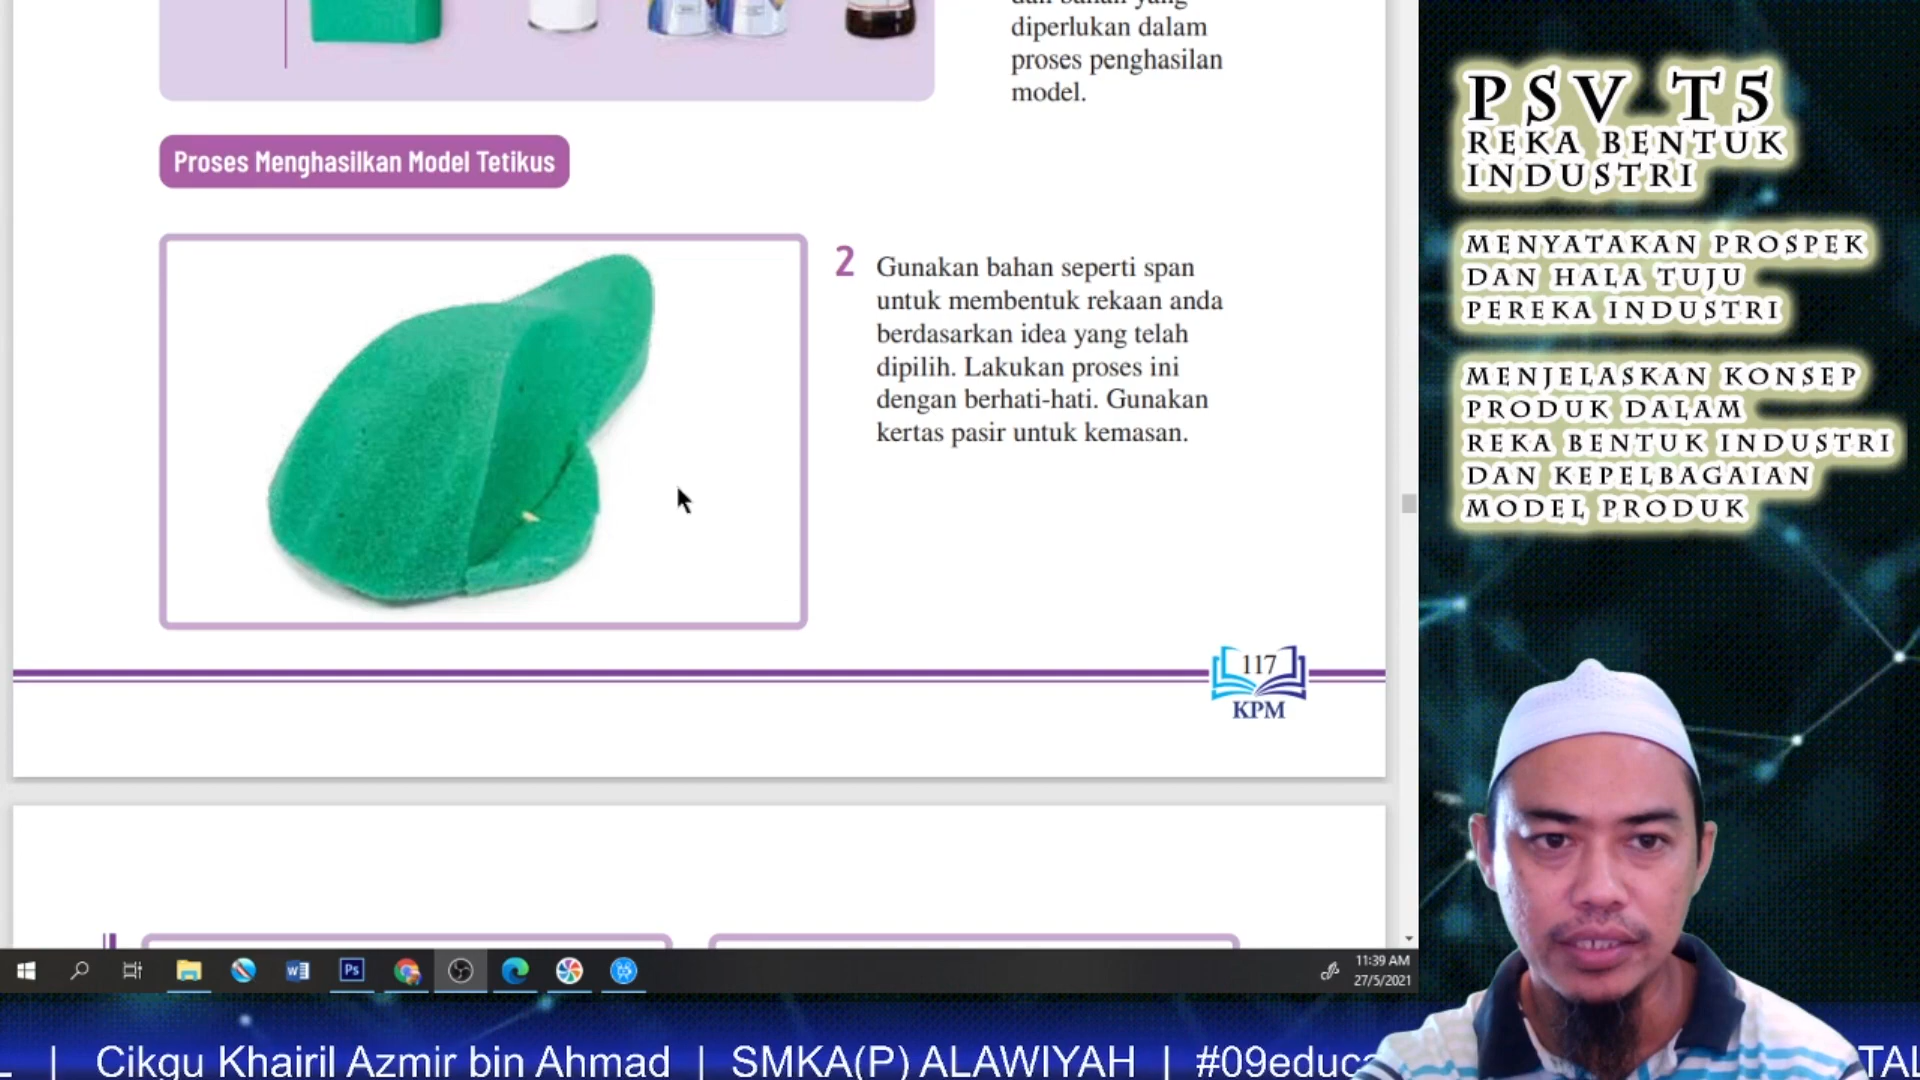 diperlukan dalam
proses penghasilan
model.
Proses Menghasilkan Model Tetikus
2 Gunakan bahan seperti span
untuk membentuk rekaan anda
berdasarkan idea yang telah
dipilih. Lakukan proses ini
dengan berhati-hati. Gunakan
kertas pasir untuk kemasan.
117
KPM
PSV T5
REKA BENTUK
INDUSTRI
MENYATAKAN PROSPEK
DAN HALA TUJU
PEREKA INDUSTRI
MENJELASKAN KONSEP
PRODUK DALAM
REKA BENTUK INDUSTRI
DAN KEPELBAGAIAN
MODEL PRODUK
Ps
11:39 AM
27/5/2021
| Cikgu Khairil Azmir bin Ahmad | SMKA(P) ALAWIYAH | #09educ